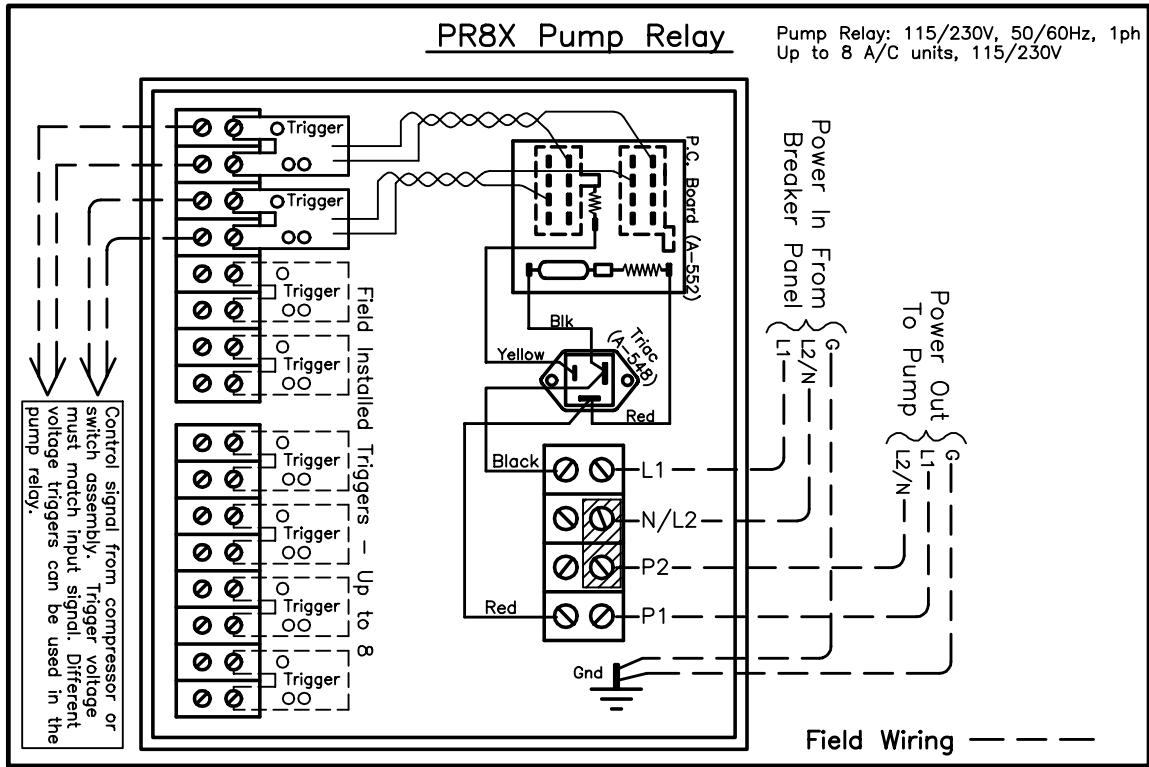 PR8X Pump Relay
Pump Relay: 115/230V, 50/60Hz, 1ph
Up to 8 A/C units, 115/230V
Trigger
Trigger
Trigger
Trigger
Trigger
Trigger
Trigger
Trigger
Field Installed Triggers - Up to 8
P.C. Board (A-552)
Blk
Yellow
Triac
(A-548)
Red
Black
Red
L1
N/L2
P2
P1
Gnd
Power In From
Breaker Panel
L1
L2/N
G
Power Out
To Pump
L2/N
L1
G
Control signal from compressor or
switch assembly. Trigger voltage
must match input signal. Different
voltage triggers can be used in the
pump relay.
Field Wiring